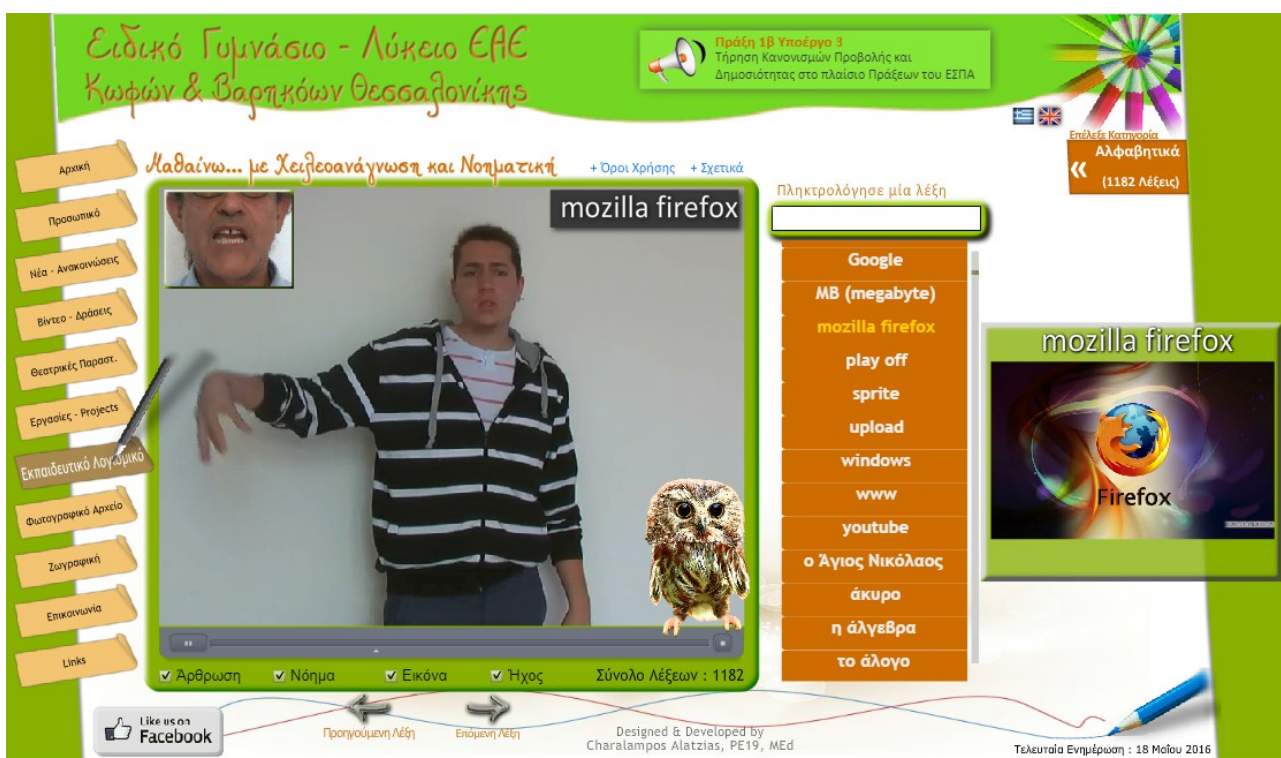 Ειδικό Γυμνάσιο - Λύκειο ΕΑΕ
Κωφών & Βαρηκόων Θεσσαλονίκης
Πράξη 1β Υποέργο 3
Τήρηση Κανονισμών Προβολής και
Δημοσιότητας στο πλαίσιο Πράξεων του ΕΣΠΑ
Επέλεξε Κατηγορία
Αλφαβητικά
«
(1182 Λέξεις)
Αρχική
Προσωπικό
Νέα - Ανακοινώσεις
Βίντεο - Δράσεις
Θεατρικές Παραστ.
Εργασίες - Projects
Εκπαιδευτικό Λογισμικό
Φωτογραφικό Αρχείο
Ζωγραφική
Επικοινωνία
Links
Μαθαίνω... με Χειλεοανάγνωση και Νοηματική
+ Όροι Χρήσης + Σχετικά
mozilla firefox
Πληκτρολόγησε μία λέξη
Google
MB (megabyte)
mozilla firefox
play off
sprite
upload
windows
www
youtube
ο Άγιος Νικόλαος
άκυρο
η άλγεβρα
το άλογο
mozilla firefox
Firefox
Άρθρωση Νόημα Εικόνα Ήχος Σύνολο Λέξεων : 1182
Like us on
Facebook
Προηγούμενη Λέξη Επόμενη Λέξη
Designed & Developed by
Charalampos Alatzias, PE19, MEd
Τελευταία Ενημέρωση : 18 Μαΐου 2016